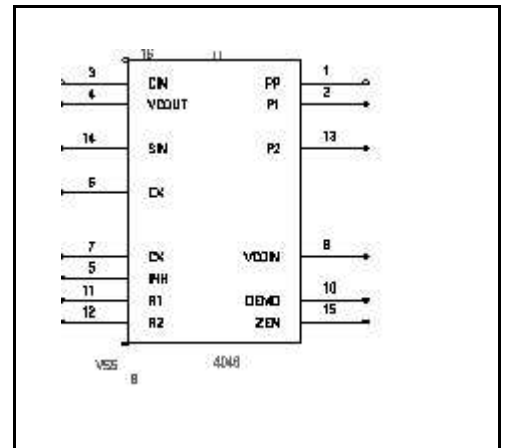 16 U
3 CIN PP 1
4 VCOUT P1 2
14 SIN P2 13
6 CX
7 CX VCOIN 9
5 INH
11 R1 DEMO 10
12 R2 ZEN 15
VSS 4046
8